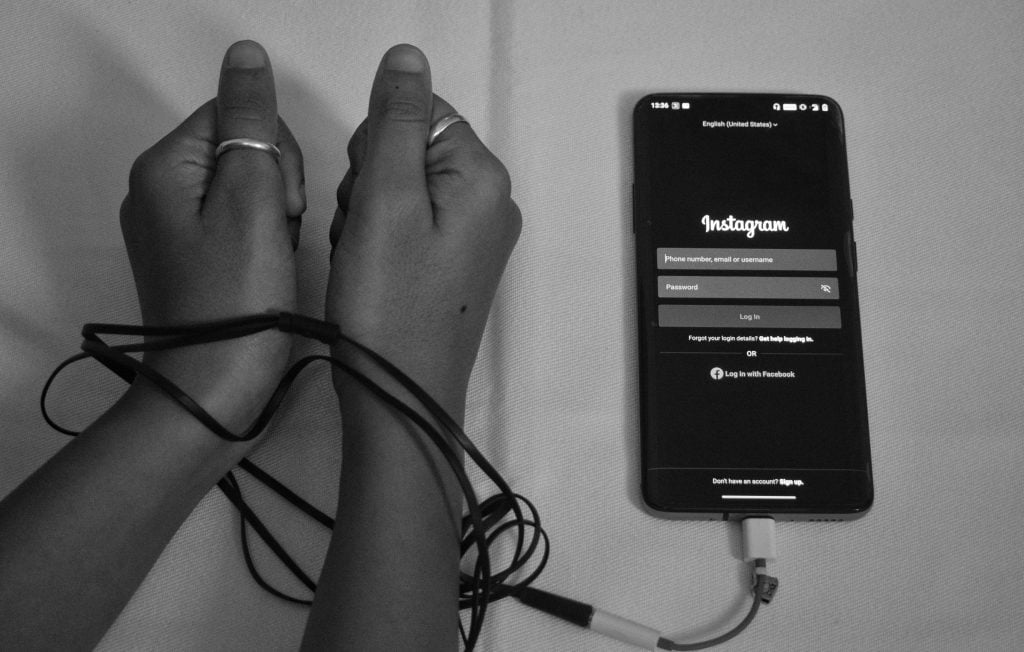 13:36
English (United States)
Instagram
Phone number, email or username
Password
Log In
Forgot your login details? Get help logging in.
OR
Log In with Facebook
Don't have an account? Sign up.